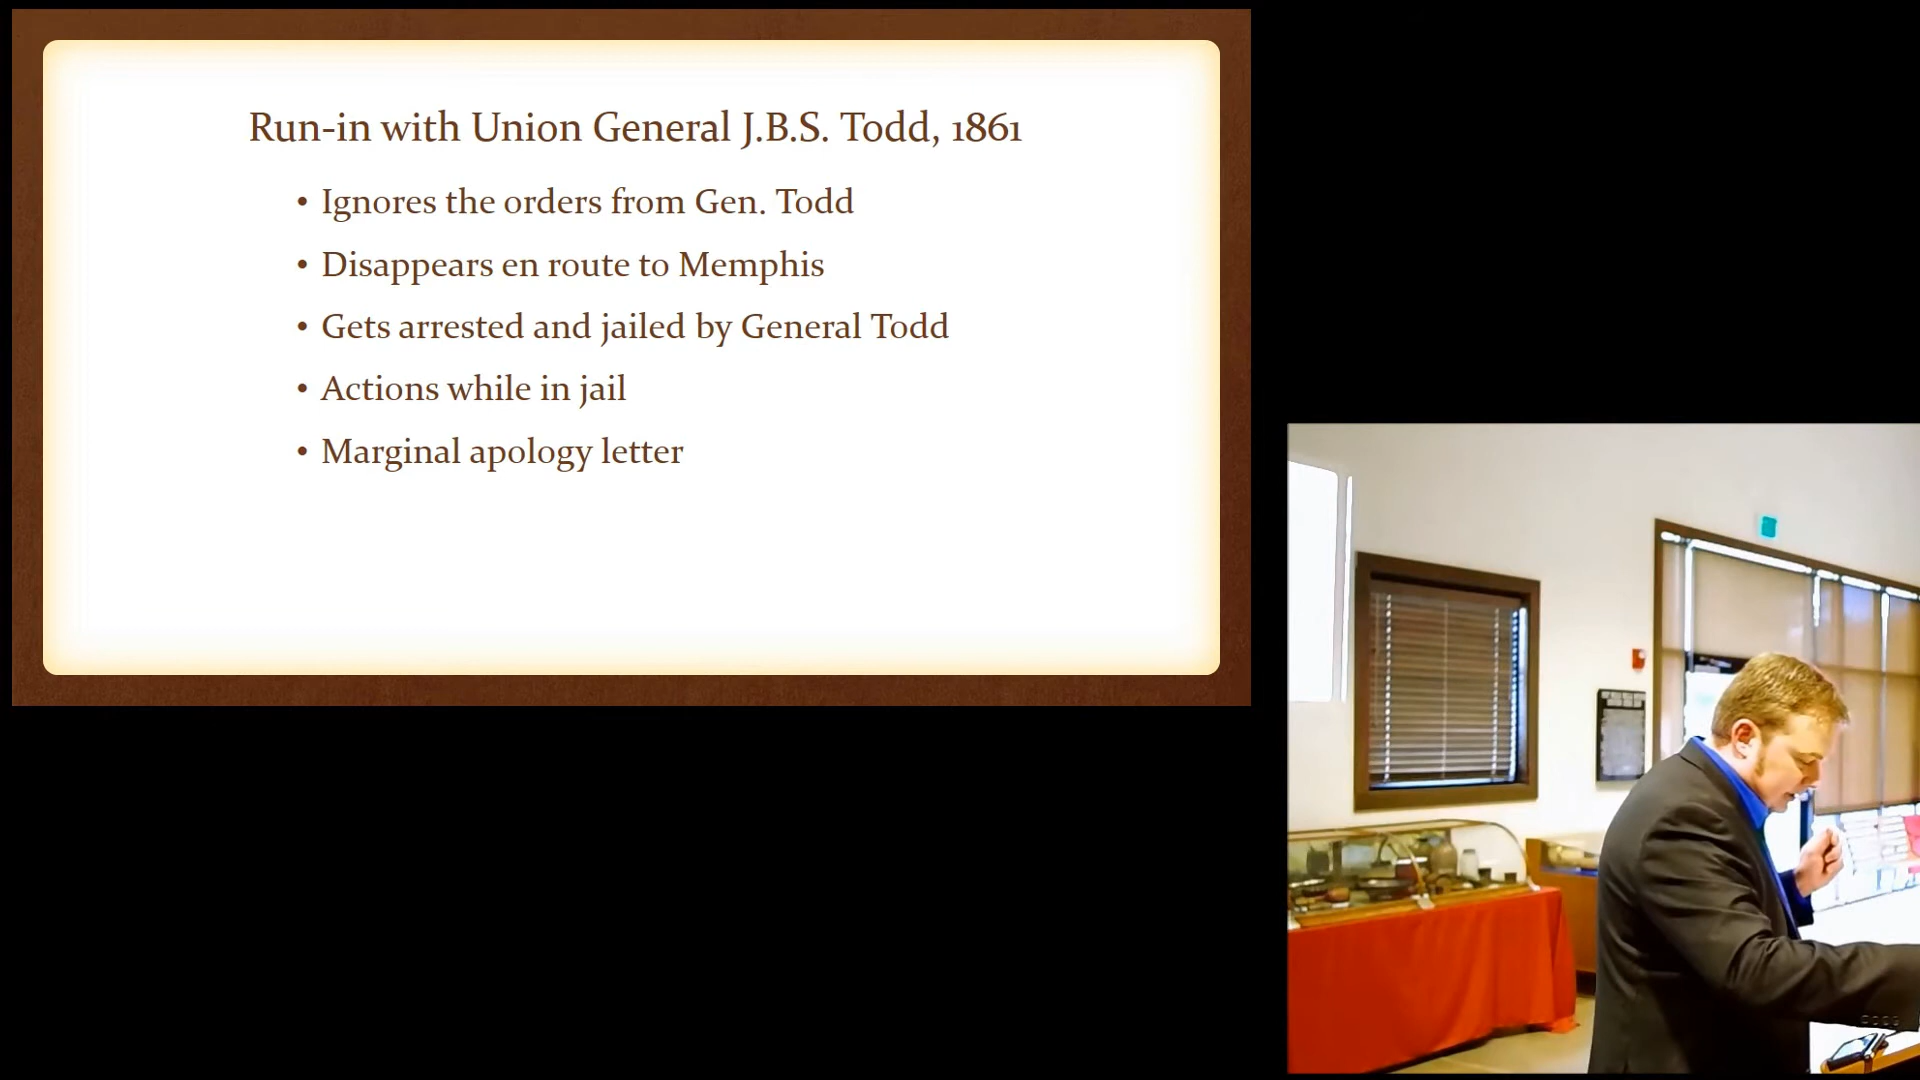 Run-in with Union General J.B.S. Todd, 1861
• Ignores the orders from Gen. Todd
• Disappears en route to Memphis
• Gets arrested and jailed by General Todd
• Actions while in jail
• Marginal apology letter